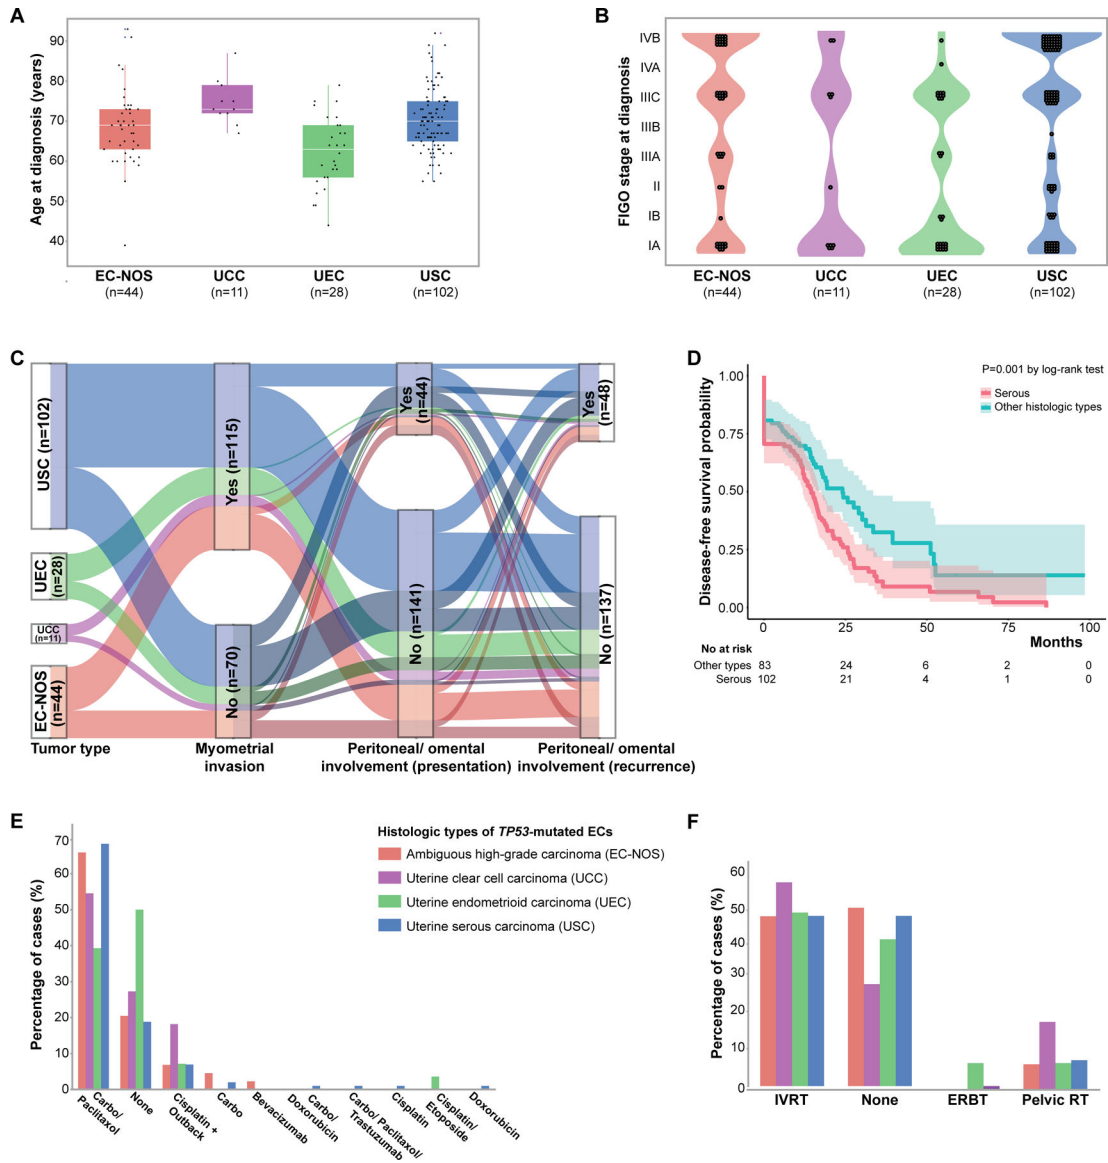 A
Age at diagnosis (years)
90
80
70
60
50
40
EC-NOS UCC UEC USC
(n=44) (n=11) (n=28) (n=102)
B
FIGO stage at diagnosis
IVB
IVA
IIIC
IIIB
IIIA
II
IB
IA
EC-NOS UCC UEC USC
(n=44) (n=11) (n=28) (n=102)
C
USC (n=102)
UEC
(n=28)
UCC
(n=11)
EC-NOS
(n=44)
Yes (n=115)
No (n=70)
Yes
(n=44)
No (n=141)
Yes
(n=48)
No (n=137)
Tumor type
Myometrial
invasion
Peritoneal/ omental
involvement (presentation)
Peritoneal/ omental
involvement (recurrence)
D
Disease-free survival probability
P=0.001 by log-rank test
Serous
Other histologic types
1.00
0.75
0.50
0.25
0.00
0 25 50 75 100
Months
No at risk
Other types 83 24 6 2 0
Serous 102 21 4 1 0
E
Percentage of cases (%)
70
60
50
40
30
20
10
0
Carbo/
Paclitaxol
None
Cisplatin +
Outback
Carbo
Bevacizumab
Carbo/
Doxorubicin
Carbo/ Paclitaxol/
Trastuzumab
Cisplatin
Cisplatin/
Etoposide
Doxorubicin
Histologic types of TP53-mutated ECs
Ambiguous high-grade carcinoma (EC-NOS)
Uterine clear cell carcinoma (UCC)
Uterine endometrioid carcinoma (UEC)
Uterine serous carcinoma (USC)
F
Percentage of cases (%)
60
50
40
30
20
10
0
IVRT None ERBT Pelvic RT